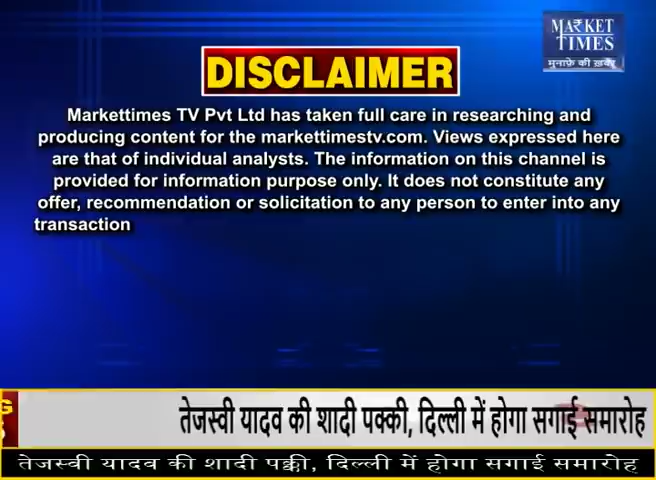 MARKET
TIMES
मुनाफ़े की ख़बर
DISCLAIMER
Markettimes TV Pvt Ltd has taken full care in researching and
producing content for the markettimestv.com. Views expressed here
are that of individual analysts. The information on this channel is
provided for information purpose only. It does not constitute any
offer, recommendation or solicitation to any person to enter into any
transaction
तेजस्वी यादव की शादी पक्की, दिल्ली में होगा सगाई समारोह
तेजस्वी यादव की शादी पक्की, दिल्ली में होगा सगाई समारोह